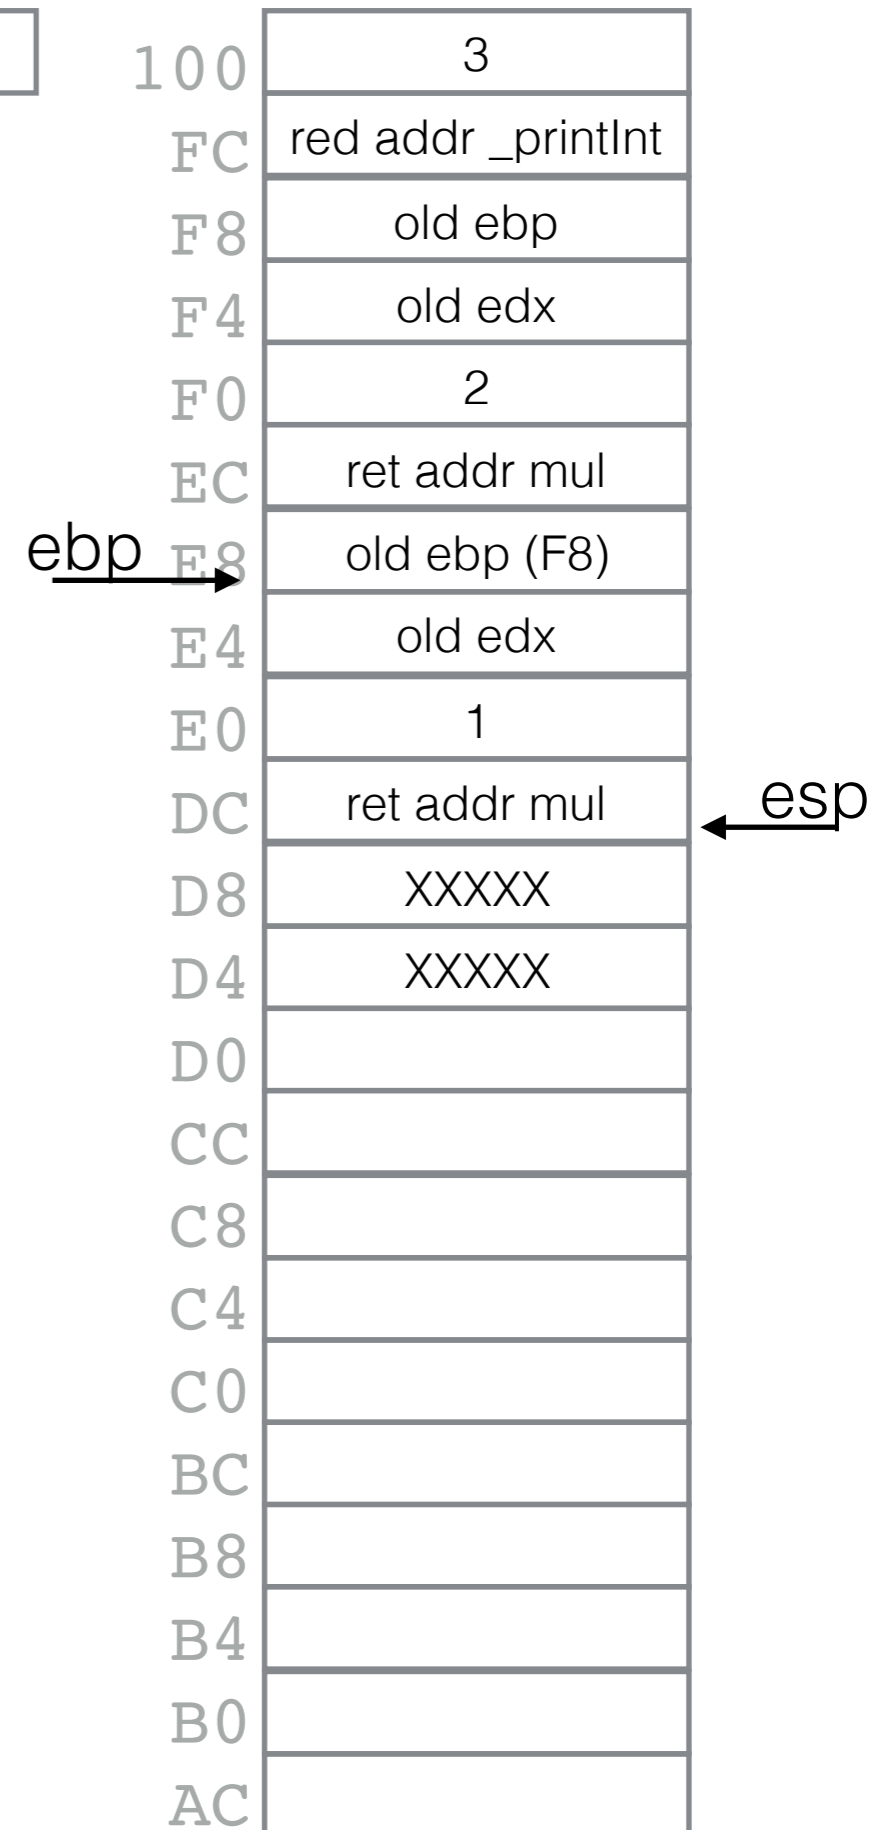 100 3
FC red addr _printInt
F8 old ebp
F4 old edx
F0 2
EC ret addr mul
ebp E8 old ebp (F8)
E4 old edx
E0 1
DC ret addr mul esp
D8 XXXXX
D4 XXXXX
D0
CC
C8
C4
C0
BC
B8
B4
B0
AC